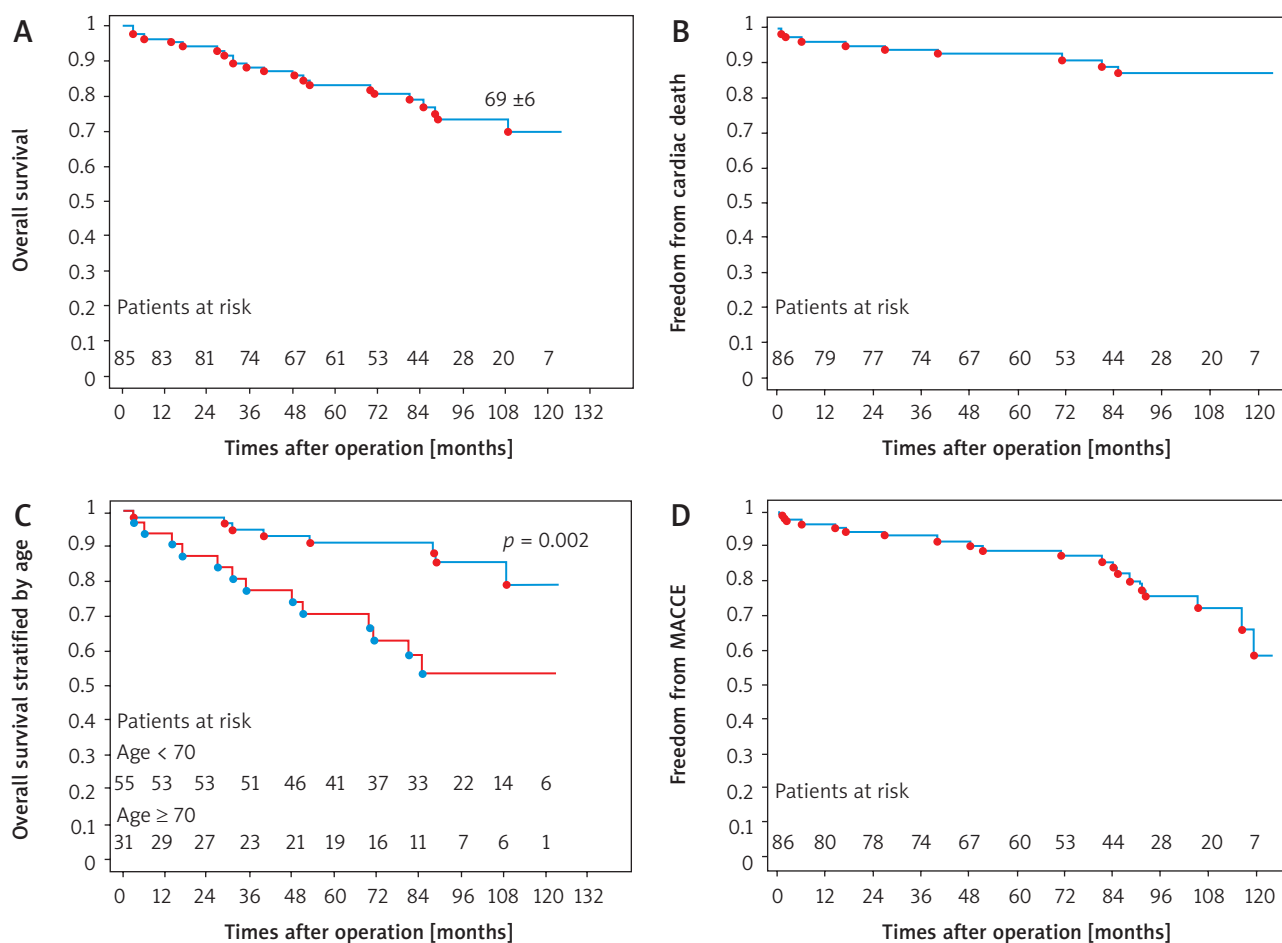 A
Overall survival
1
0.9
0.8
0.7
0.6
0.5
0.4
0.3
0.2
0.1
0
69 ±6
Patients at risk
85 83 81 74 67 61 53 44 28 20 7
0 12 24 36 48 60 72 84 96 108 120 132
Times after operation [months]
B
Freedom from cardiac death
1
0.9
0.8
0.7
0.6
0.5
0.4
0.3
0.2
0.1
0
Patients at risk
86 79 77 74 67 60 53 44 28 20 7
0 12 24 36 48 60 72 84 96 108 120
Times after operation [months]
C
Overall survival stratified by age
1
0.9
0.8
0.7
0.6
0.5
0.4
0.3
0.2
0.1
0
p = 0.002
Patients at risk
Age < 70
55 53 53 51 46 41 37 33 22 14 6
Age ≥ 70
31 29 27 23 21 19 16 11 7 6 1
0 12 24 36 48 60 72 84 96 108 120 132
Times after operation [months]
D
Freedom from MACCE
1
0.9
0.8
0.7
0.6
0.5
0.4
0.3
0.2
0.1
0
Patients at risk
86 80 78 74 67 60 53 44 28 20 7
0 12 24 36 48 60 72 84 96 108 120
Times after operation [months]